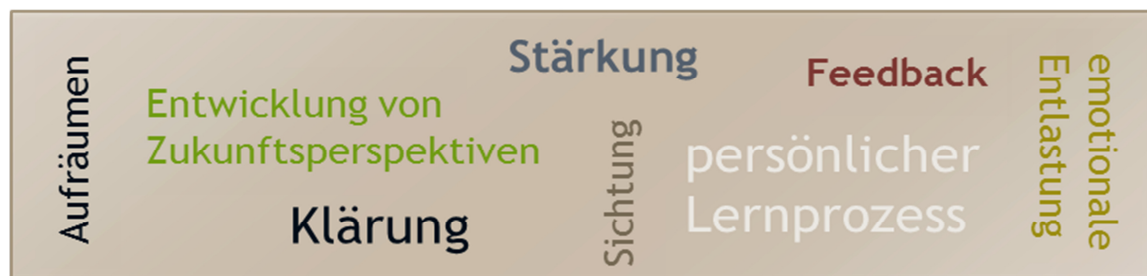 Aufräumen
Entwicklung von
Zukunftsperspektiven
Klärung
Stärkung
Sichtung
Feedback
persönlicher
Lernprozess
emotionale
Entlastung